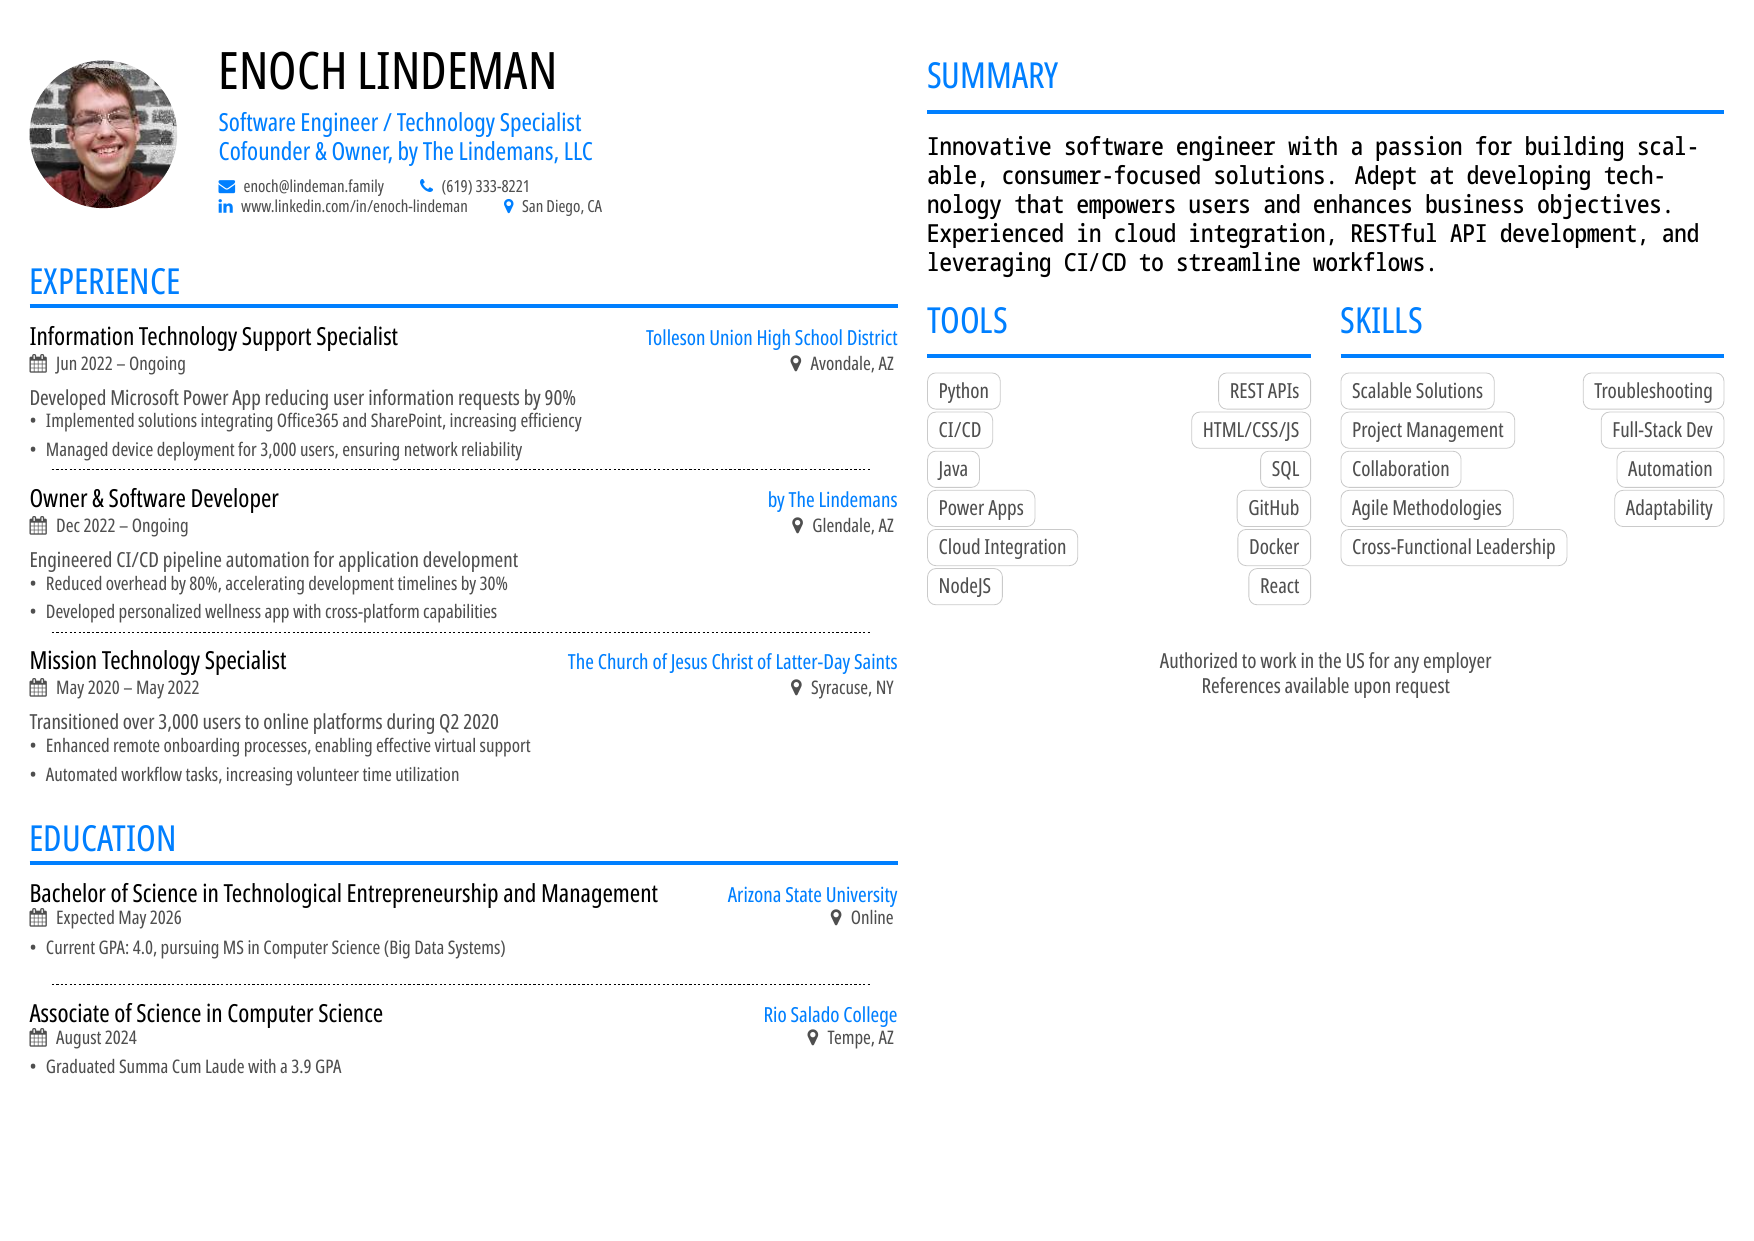 ENOCH LINDEMAN
Software Engineer / Technology Specialist
Cofounder & Owner, by The Lindemans, LLC
enoch@lindeman.family (619) 333-8221
www.linkedin.com/in/enoch-lindeman San Diego, CA
EXPERIENCE
Information Technology Support Specialist Tolleson Union High School District
Jun 2022 – Ongoing Avondale, AZ
Developed Microsoft Power App reducing user information requests by 90%
• Implemented solutions integrating Office365 and SharePoint, increasing efficiency
• Managed device deployment for 3,000 users, ensuring network reliability
Owner & Software Developer by The Lindemans
Dec 2022 – Ongoing Glendale, AZ
Engineered CI/CD pipeline automation for application development
• Reduced overhead by 80%, accelerating development timelines by 30%
• Developed personalized wellness app with cross-platform capabilities
Mission Technology Specialist The Church of Jesus Christ of Latter-Day Saints
May 2020 – May 2022 Syracuse, NY
Transitioned over 3,000 users to online platforms during Q2 2020
• Enhanced remote onboarding processes, enabling effective virtual support
• Automated workflow tasks, increasing volunteer time utilization
EDUCATION
Bachelor of Science in Technological Entrepreneurship and Management Arizona State University
Expected May 2026 Online
• Current GPA: 4.0, pursuing MS in Computer Science (Big Data Systems)
Associate of Science in Computer Science Rio Salado College
August 2024 Tempe, AZ
• Graduated Summa Cum Laude with a 3.9 GPA
SUMMARY
Innovative software engineer with a passion for building scal-
able, consumer-focused solutions. Adept at developing tech-
nology that empowers users and enhances business objectives.
Experienced in cloud integration, RESTful API development, and
leveraging CI/CD to streamline workflows.
TOOLS
Python REST APIs
CI/CD HTML/CSS/JS
Java SQL
Power Apps GitHub
Cloud Integration Docker
NodeJS React
SKILLS
Scalable Solutions Troubleshooting
Project Management Full-Stack Dev
Collaboration Automation
Agile Methodologies Adaptability
Cross-Functional Leadership
Authorized to work in the US for any employer
References available upon request